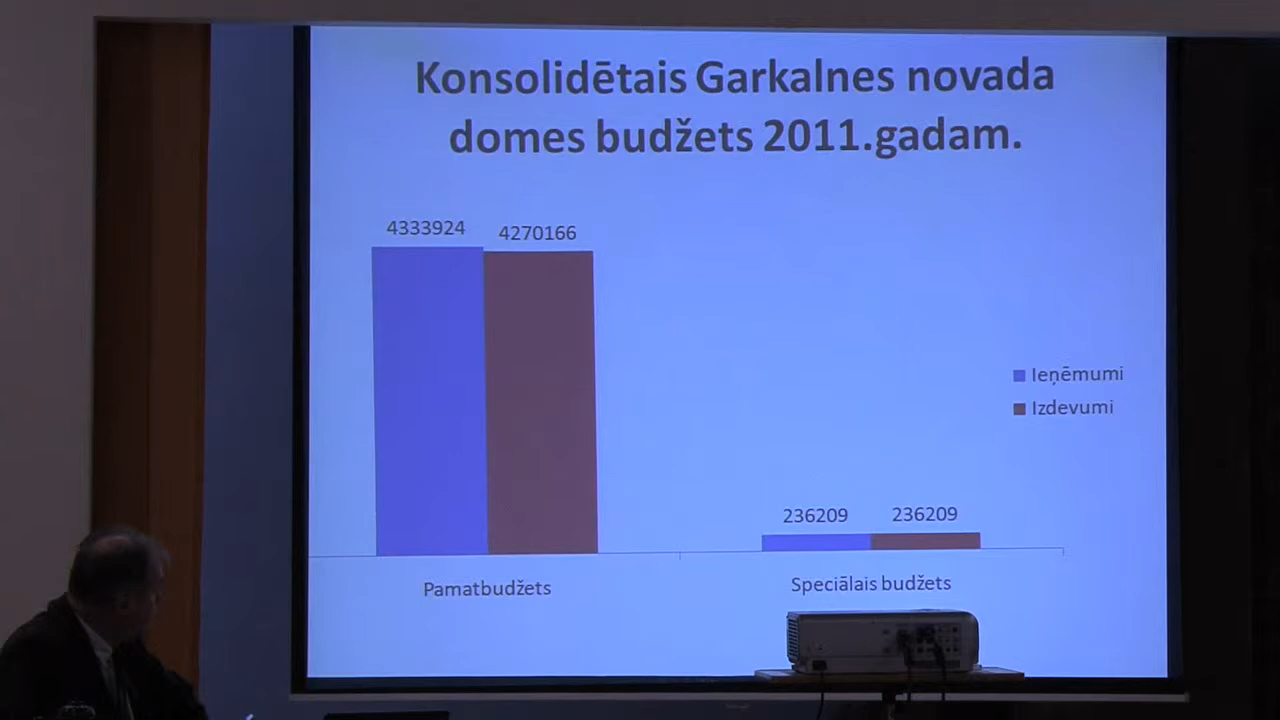 Konsolidētais Garkalnes novada
domes budžets 2011.gadam.
4333924
4270166
Ieņēmumi
Izdevumi
236209
236209
Pamatbudžets
Speciālais budžets